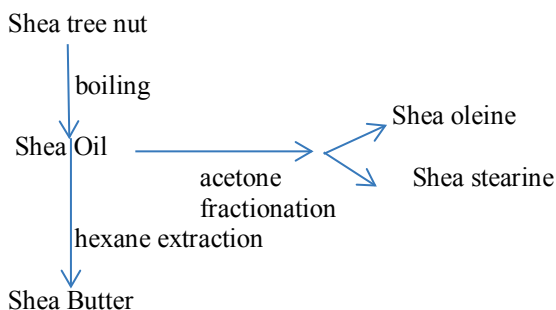 Shea tree nut
boiling
Shea Oil
Shea oleine
Shea stearine
acetone
fractionation
hexane extraction
Shea Butter